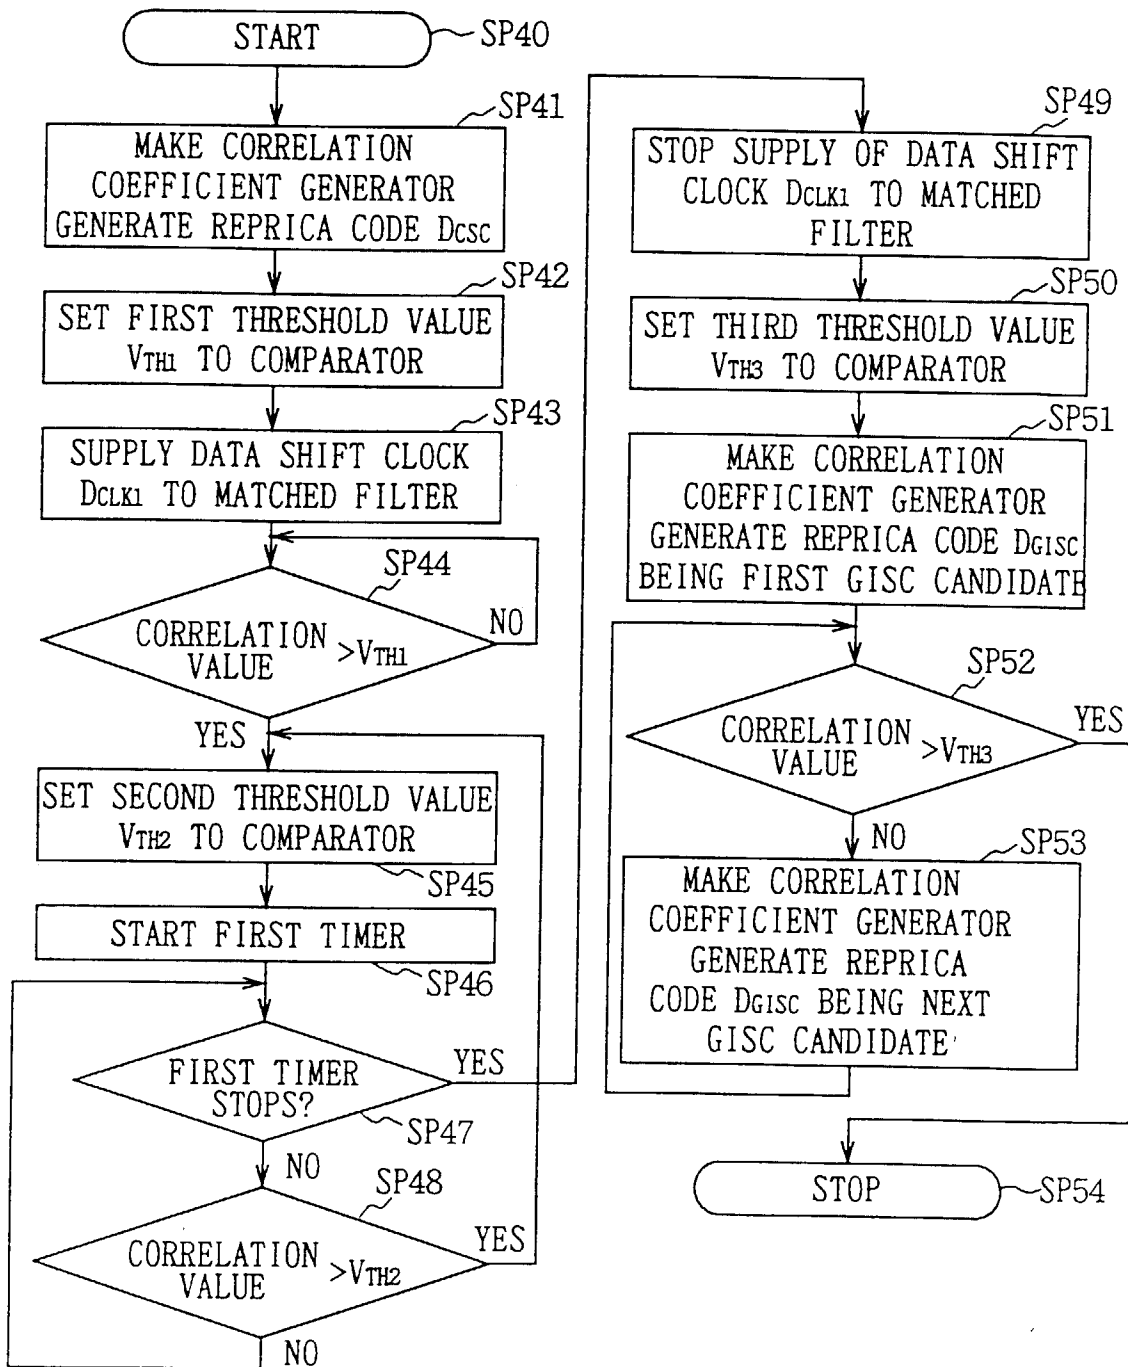 START
SP40
SP41
MAKE CORRELATION
COEFFICIENT GENERATOR
GENERATE REPRICA CODE DCSC
SP42
SET FIRST THRESHOLD VALUE
VTH1 TO COMPARATOR
SP43
SUPPLY DATA SHIFT CLOCK
DCLK1 TO MATCHED FILTER
SP44
CORRELATION
VALUE >VTH1
NO
YES
SET SECOND THRESHOLD VALUE
VTH2 TO COMPARATOR
SP45
START FIRST TIMER
SP46
FIRST TIMER
STOPS?
YES
SP47
NO
SP48
CORRELATION
VALUE >VTH2
YES
NO
SP49
STOP SUPPLY OF DATA SHIFT
CLOCK DCLK1 TO MATCHED
FILTER
SP50
SET THIRD THRESHOLD VALUE
VTH3 TO COMPARATOR
SP51
MAKE CORRELATION
COEFFICIENT GENERATOR
GENERATE REPRICA CODE DGISC
BEING FIRST GISC CANDIDATE
SP52
CORRELATION
VALUE >VTH3
YES
NO
SP53
MAKE CORRELATION
COEFFICIENT GENERATOR
GENERATE REPRICA
CODE DGISC BEING NEXT
GISC CANDIDATE
STOP
SP54